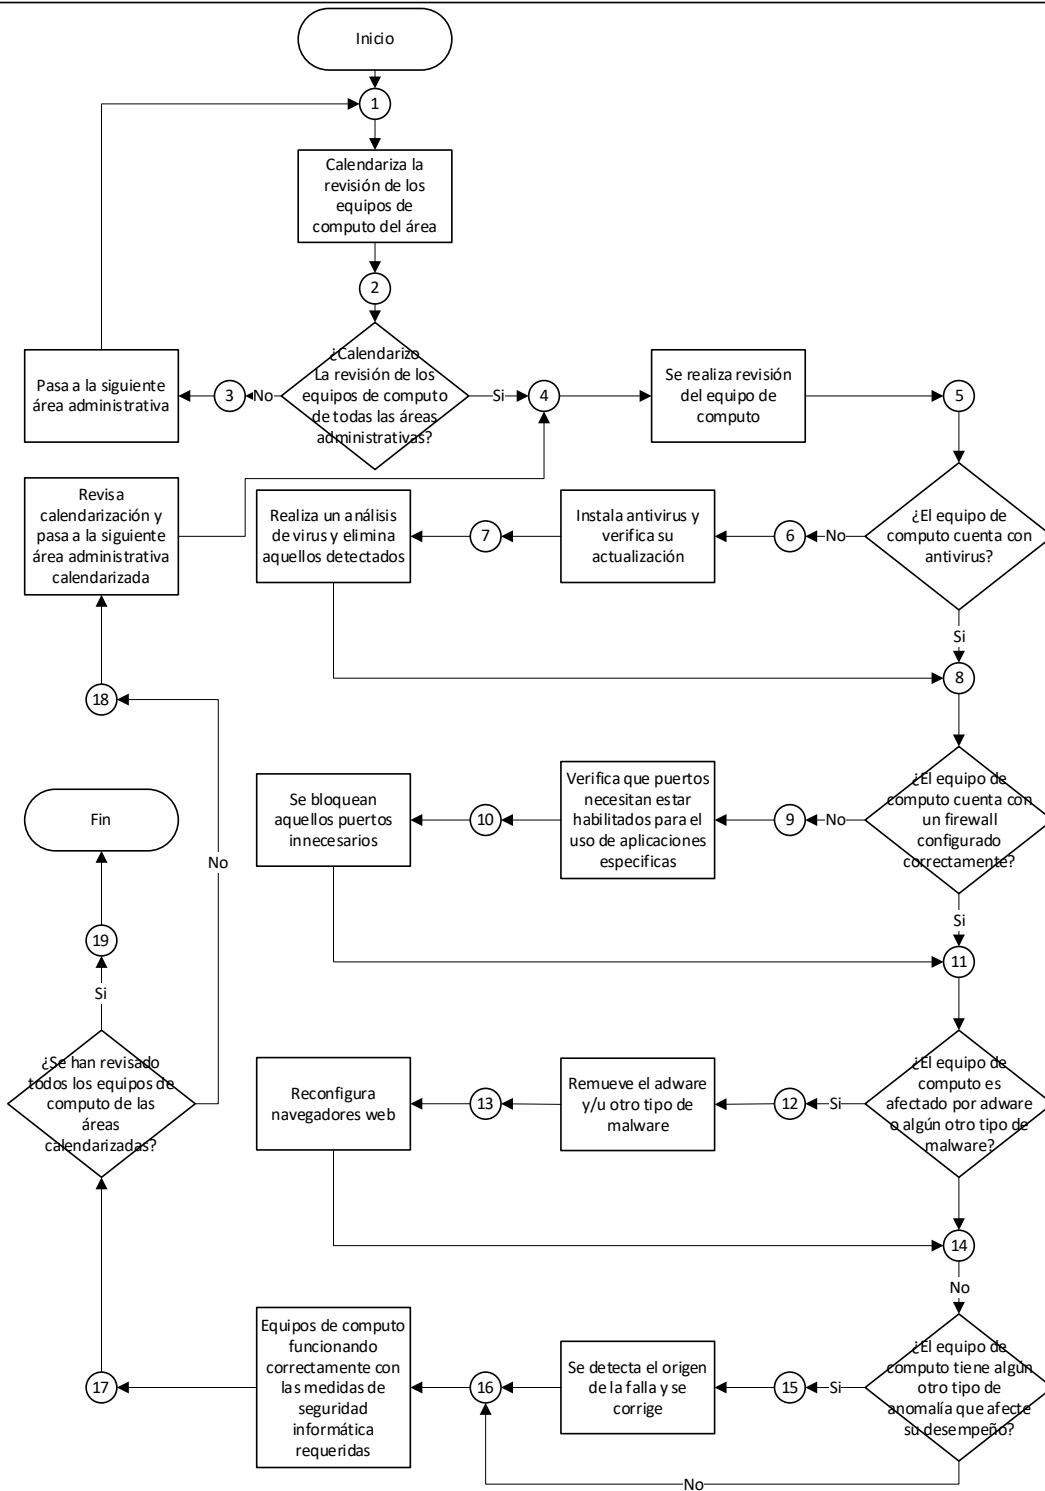 Inicio
1
Calendariza la
revisión de los
equipos de
computo del área
2
¿Calendarizo
La revisión de los
equipos de computo
de todas las áreas
administrativas?
No
3
Pasa a la siguiente
área administrativa
Si
4
Se realiza revisión
del equipo de
computo
5
¿El equipo de
computo cuenta con
antivirus?
No
6
Instala antivirus y
verifica su
actualización
7
Realiza un análisis
de virus y elimina
aquellos detectados
Revisa
calendarización y
pasa a la siguiente
área administrativa
calendarizada
Si
8
18
¿El equipo de
computo cuenta con
un firewall
configurado
correctamente?
No
9
Verifica que puertos
necesitan estar
habilitados para el
uso de aplicaciones
especificas
10
Se bloquean
aquellos puertos
innecesarios
Fin
No
Si
11
19
Si
¿Se han revisado
todos los equipos de
computo de las
áreas
calendarizadas?
¿El equipo de
computo es
afectado por adware
o algún otro tipo de
malware?
Si
12
Remueve el adware
y/u otro tipo de
malware
13
Reconfigura
navegadores web
14
No
¿El equipo de
computo tiene algún
otro tipo de
anomalía que afecte
su desempeño?
Si
15
Se detecta el origen
de la falla y se
corrige
16
Equipos de computo
funcionando
correctamente con
las medidas de
seguridad
informática
requeridas
17
No